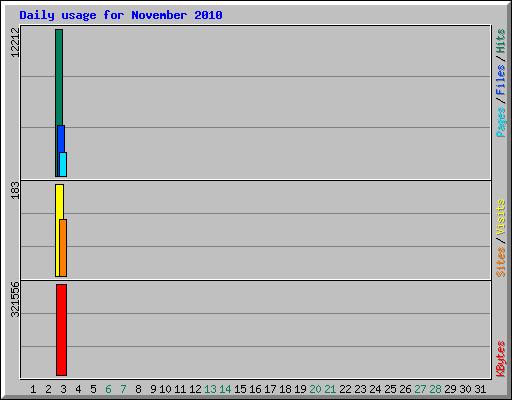 Daily usage for November 2010
12212
Pages / Files / Hits
183
Sites / Visits
321556
KBytes
1 2 3 4 5 6 7 8 9 10 11 12 13 14 15 16 17 18 19 20 21 22 23 24 25 26 27 28 29 30 31